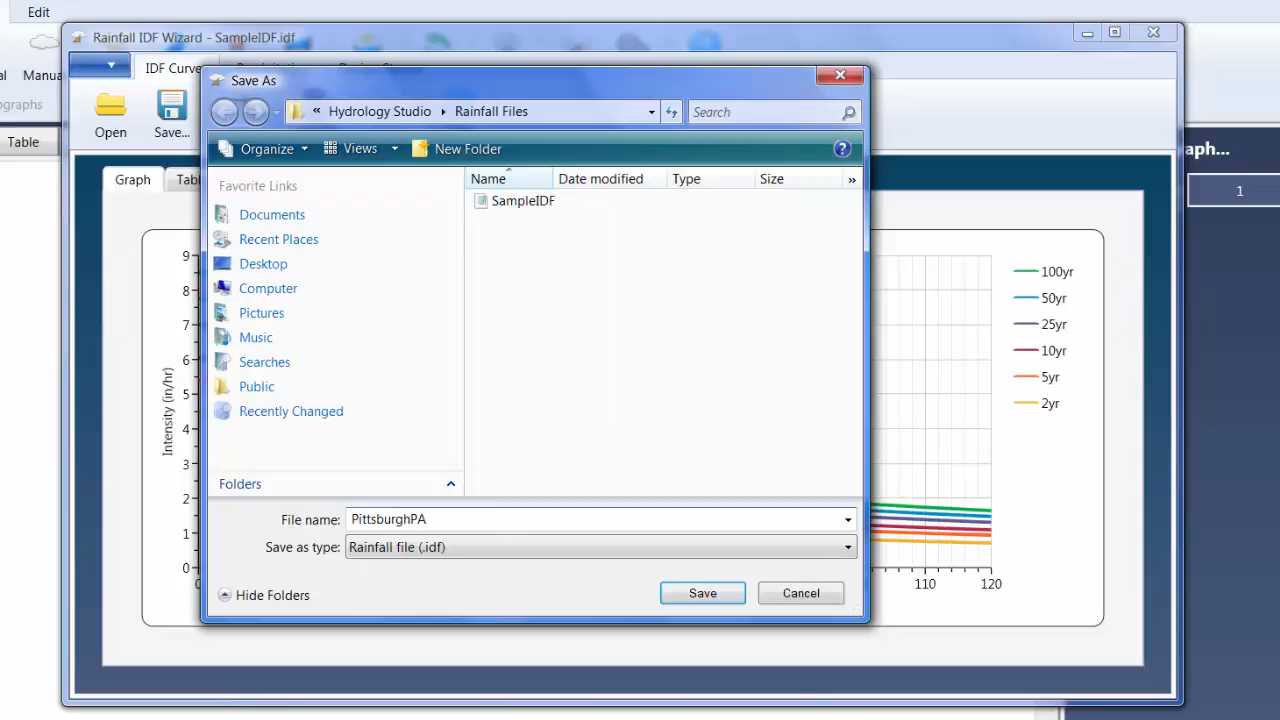 Edit
Rainfall IDF Wizard - SampleIDF.idf
IDF Curve
Manua
Open
Save...
Table
aph...
1
Save As
« Hydrology Studio Rainfall Files
Search
Organize Views New Folder
Favorite Links
Documents
Recent Places
Desktop
Computer
Pictures
Music
Searches
Public
Recently Changed
Folders
Name Date modified Type Size »
SampleIDF
File name: PittsburghPA
Save as type: Rainfall file (.idf)
Hide Folders Save Cancel
Graph Tab
Intensity (in/hr)
9
8
7
6
5
4
3
2
1
0
110 120
100yr
50yr
25yr
10yr
5yr
2yr